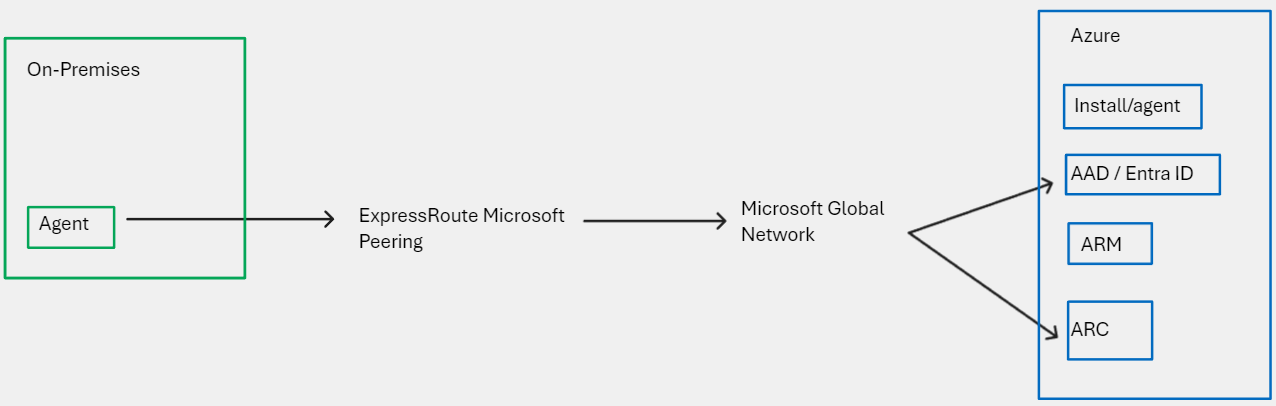 On-Premises
Agent
ExpressRoute Microsoft
Peering
Microsoft Global
Network
Azure
Install/agent
AAD / Entra ID
ARM
ARC